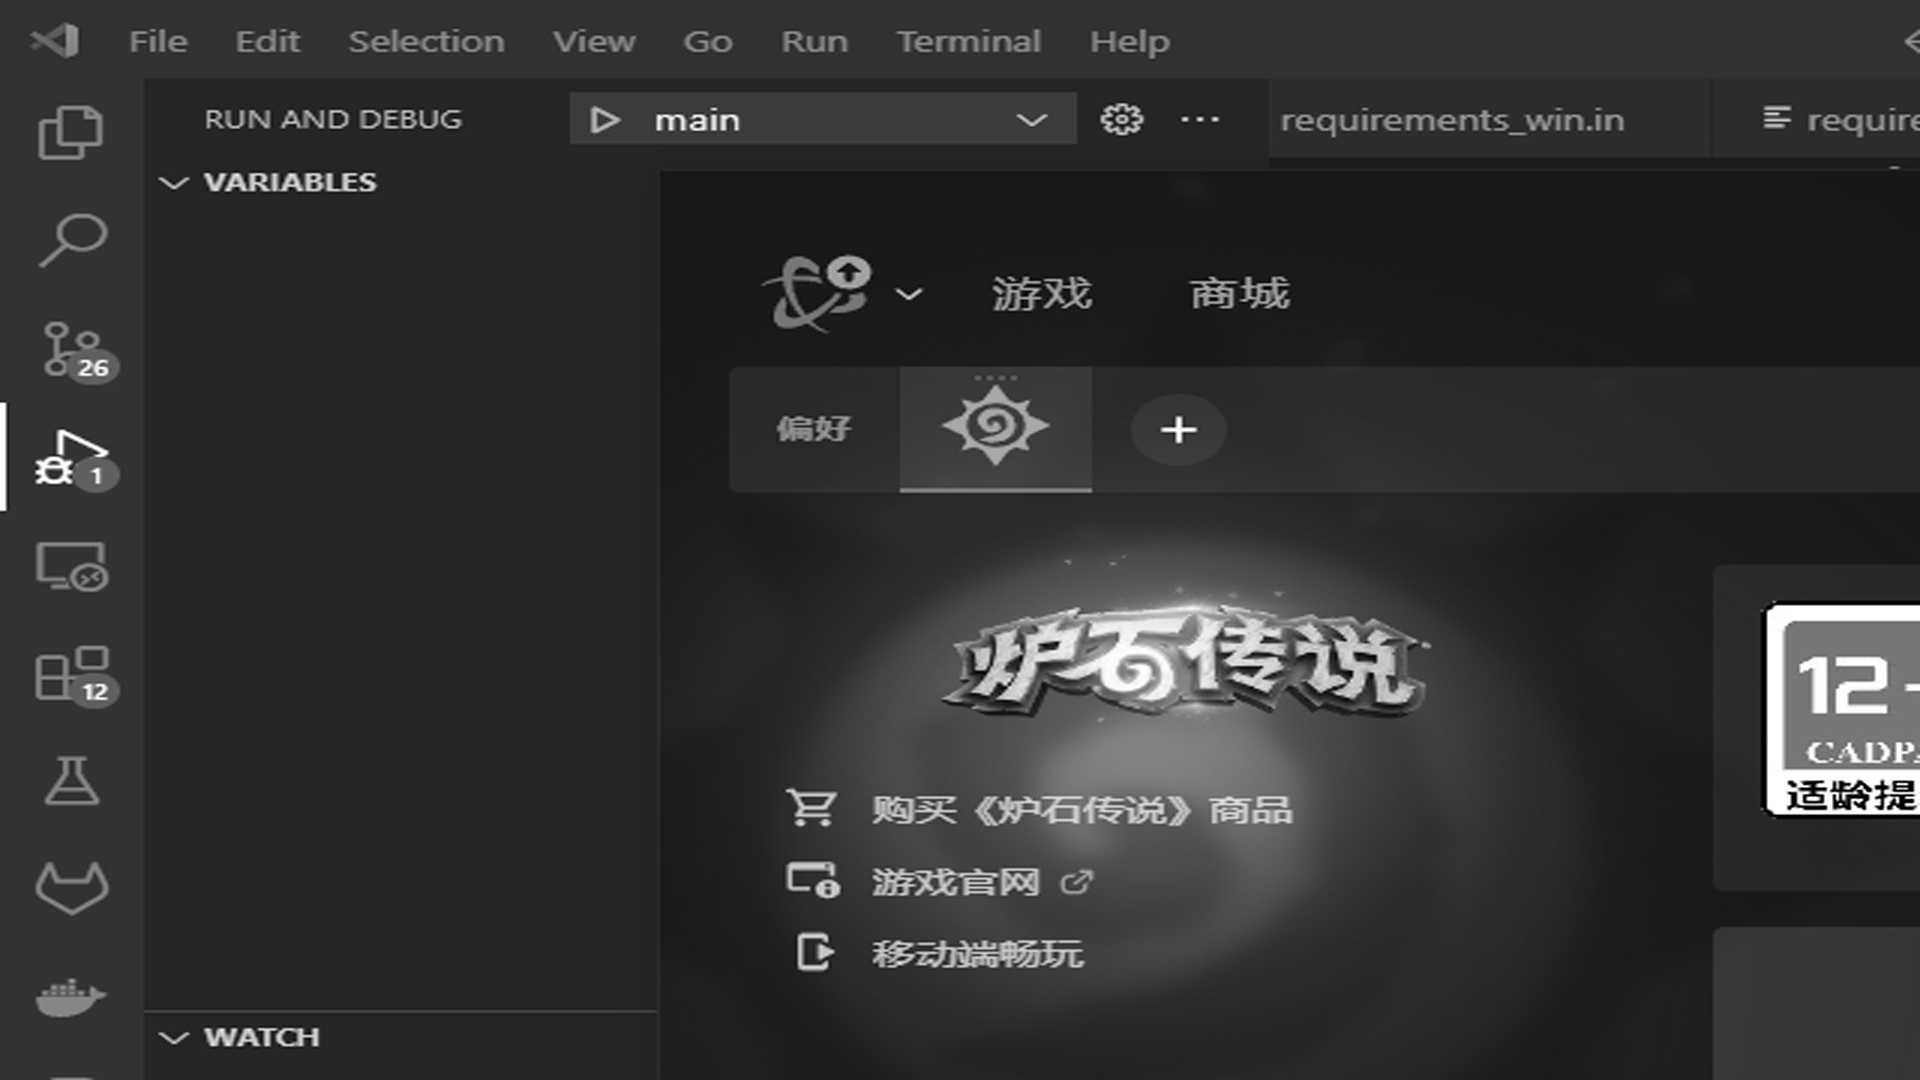 File Edit Selection View Go Run Terminal Help
RUN AND DEBUG main requirements_win.in require
VARIABLES
游戏 商城
26
偏好
1
炉石传说
12
12-
CADPA
适龄提
购买《炉石传说》商品
游戏官网
移动端畅玩
WATCH